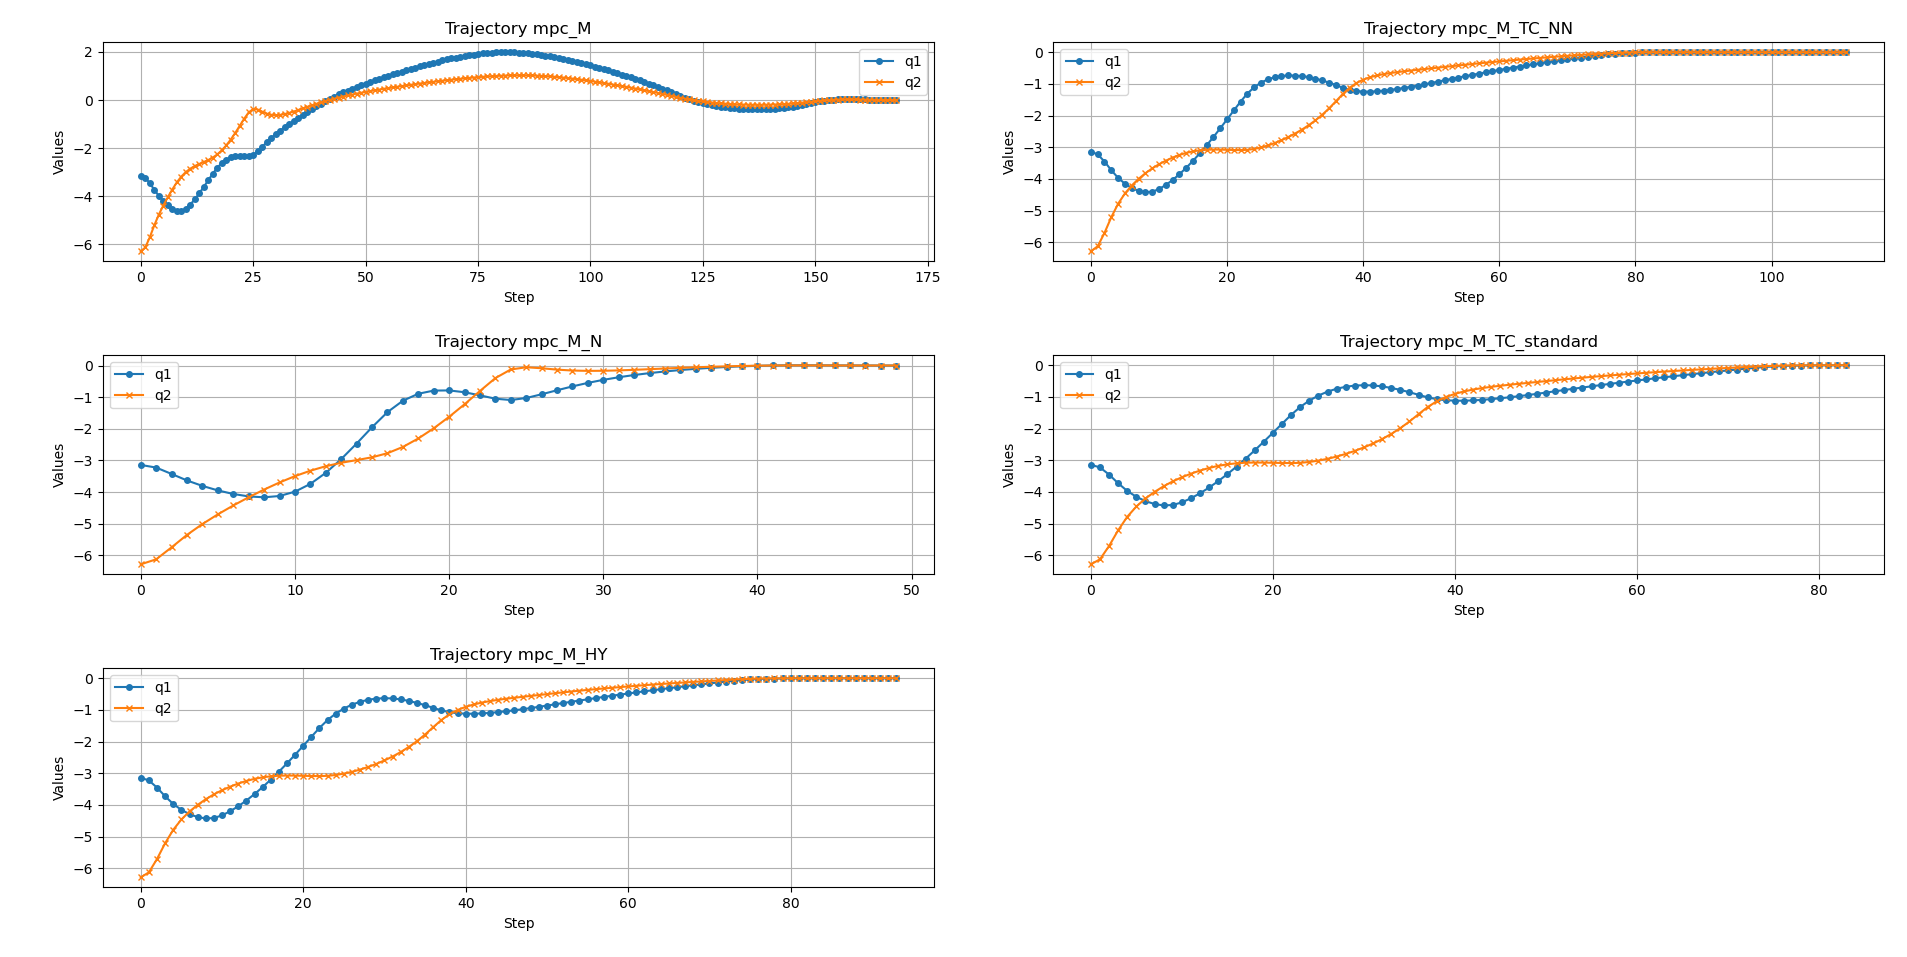 Trajectory mpc_M
Values
2
0
−2
−4
−6
q1
q2
0 25 50 75 100 125 150 175
Step
Trajectory mpc_M_TC_NN
Values
0
−1
−2
−3
−4
−5
−6
q1
q2
0 20 40 60 80 100
Step
Trajectory mpc_M_N
Values
0
−1
−2
−3
−4
−5
−6
q1
q2
0 10 20 30 40 50
Step
Trajectory mpc_M_TC_standard
Values
0
−1
−2
−3
−4
−5
−6
q1
q2
0 20 40 60 80
Step
Trajectory mpc_M_HY
Values
0
−1
−2
−3
−4
−5
−6
q1
q2
0 20 40 60 80
Step